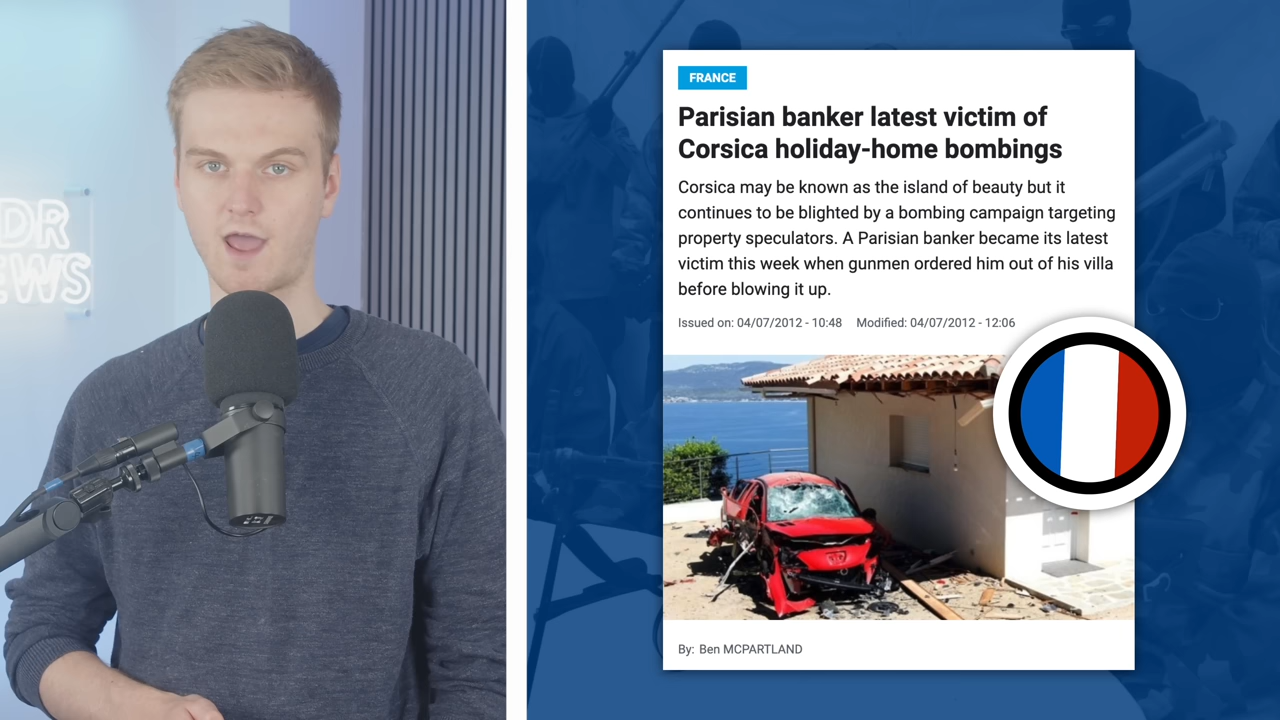 DR
EWS
FRANCE
Parisian banker latest victim of
Corsica holiday-home bombings
Corsica may be known as the island of beauty but it
continues to be blighted by a bombing campaign targeting
property speculators. A Parisian banker became its latest
victim this week when gunmen ordered him out of his villa
before blowing it up.
Issued on: 04/07/2012 - 10:48 Modified: 04/07/2012 - 12:06
By: Ben MCPARTLAND